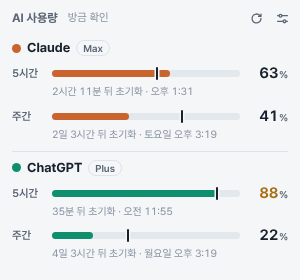 AI 사용량 방금 확인
Claude Max
5시간 63%
2시간 11분 뒤 초기화 · 오후 1:31
주간 41%
2일 3시간 뒤 초기화 · 토요일 오후 3:19
ChatGPT Plus
5시간 88%
35분 뒤 초기화 · 오전 11:55
주간 22%
4일 3시간 뒤 초기화 · 월요일 오후 3:19